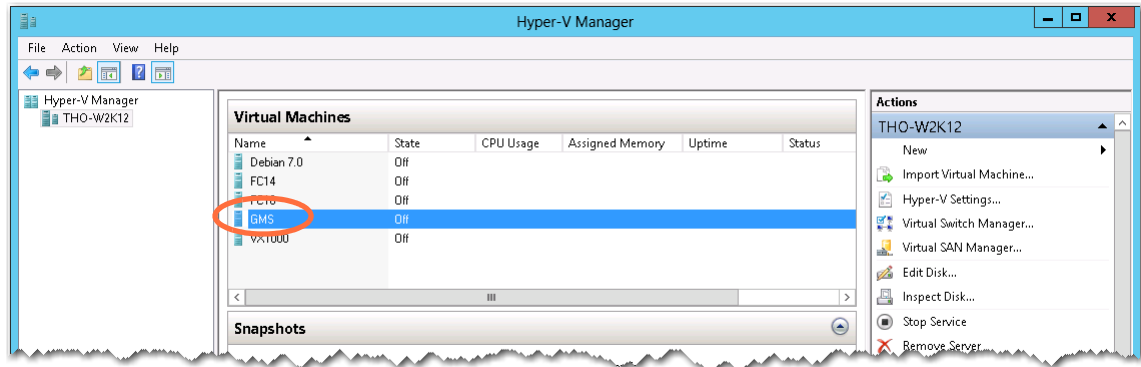 Hyper-V Manager
File Action View Help
Hyper-V Manager
THO-W2K12
Virtual Machines
Name State CPU Usage Assigned Memory Uptime Status
Debian 7.0 Off
FC14 Off
Off
GMS Off
VX1000 Off
Snapshots
Actions
THO-W2K12
New
Import Virtual Machine...
Hyper-V Settings...
Virtual Switch Manager...
Virtual SAN Manager...
Edit Disk...
Inspect Disk...
Stop Service
Remove Server